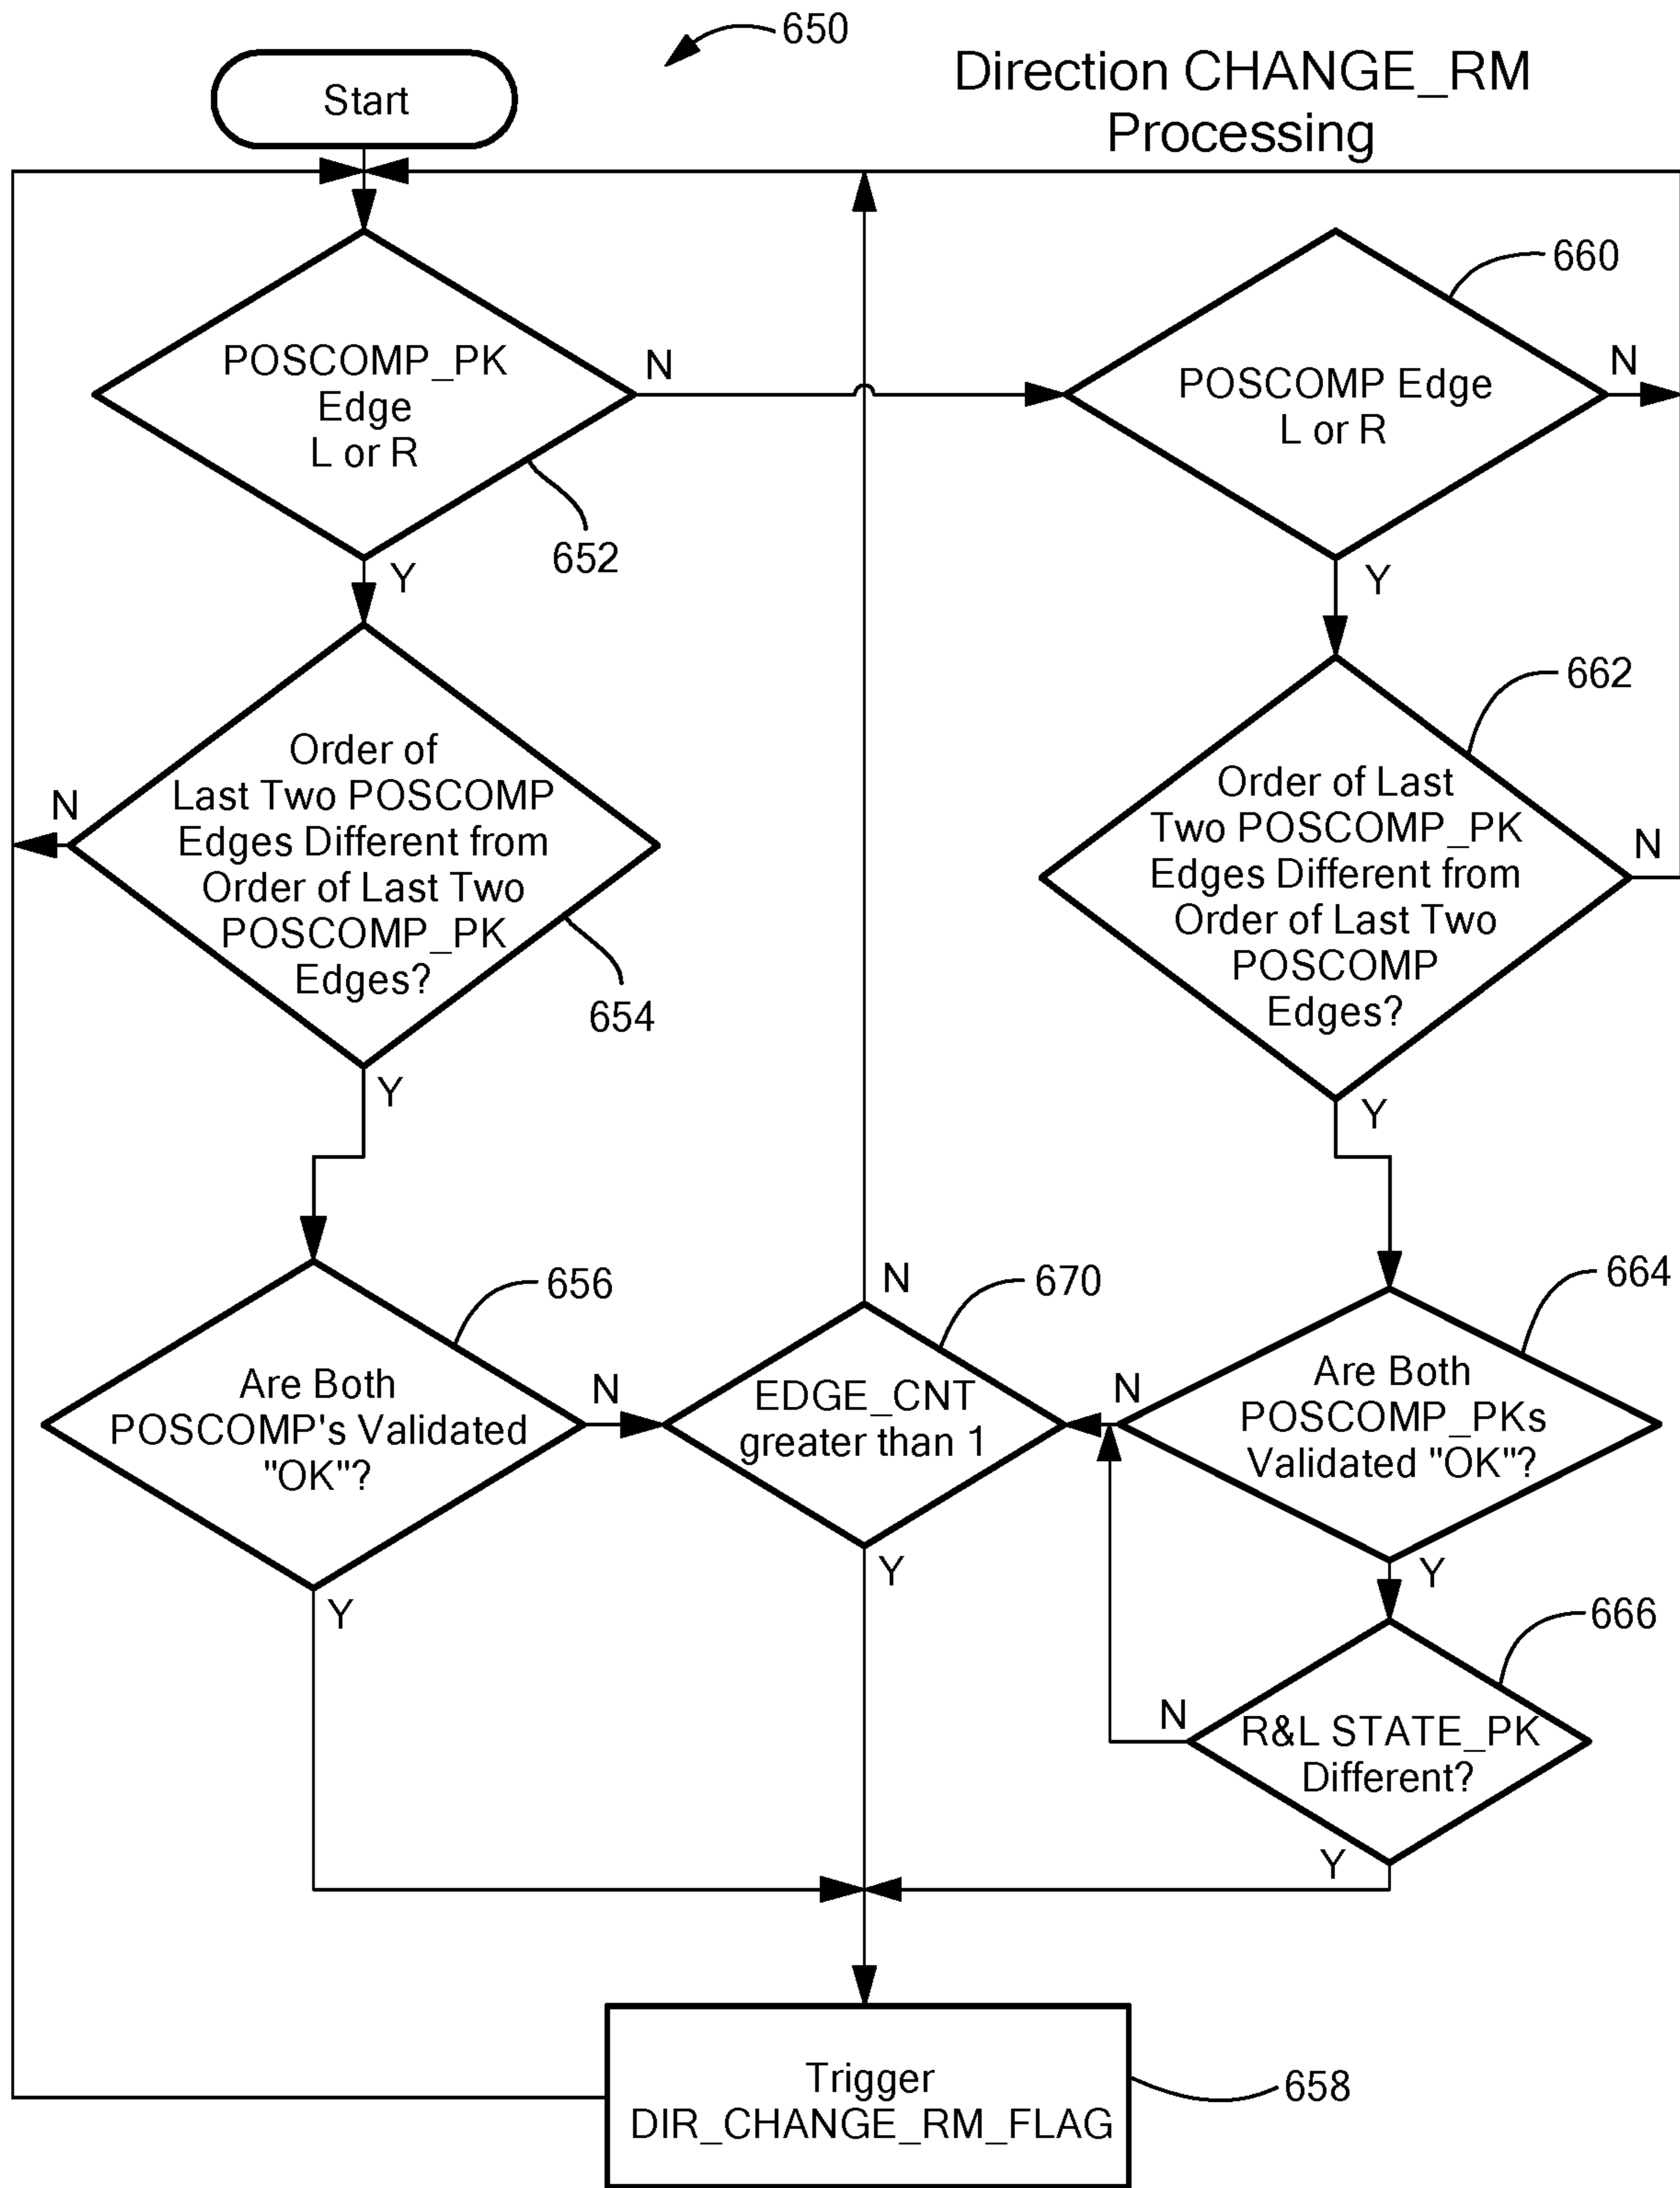 650
Direction CHANGE_RM
Processing
Start
660
POSCOMP_PK
Edge
L or R
N
POSCOMP Edge
L or R
N
652
Y
Y
662
Order of
Last Two POSCOMP
Edges Different from
Order of Last Two
POSCOMP_PK
Edges?
N
Order of Last
Two POSCOMP_PK
Edges Different from
Order of Last Two
POSCOMP
Edges?
N
654
Y
Y
656
670
664
N
Are Both
POSCOMP's Validated
"OK"?
N
EDGE_CNT
greater than 1
N
Are Both
POSCOMP_PKs
Validated "OK"?
Y
Y
Y
666
N
R&L STATE_PK
Different?
Y
Trigger
DIR_CHANGE_RM_FLAG
658